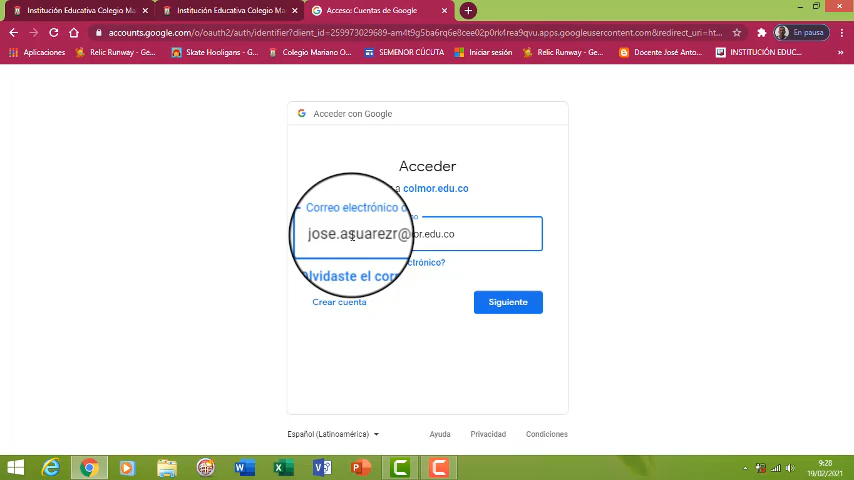 Institución Educativa Colegio Ma
Institución Educativa Colegio Ma
Acceso: Cuentas de Google
accounts.google.com/o/oauth2/auth/identifier?client_id=259973029689-am4t9g5ba6rq6e8cee02p0rk4rea9qvu.apps.googleusercontent.com&redirect_uri=ht...
En pausa
Aplicaciones
Relic Runway - Ge...
Skate Hooligans - G...
Colegio Mariano O...
SEMENOR CÚCUTA
Iniciar sesión
Relic Runway - Ge...
Docente José Anto...
INSTITUCIÓN EDUC...
Acceder con Google
Acceder
a colmor.edu.co
Correo electrónico o
jose.asuarezr@
or.edu.co
lvidaste el corr
ectrónico?
Crear cuenta
Siguiente
Español (Latinoamérica)
Ayuda
Privacidad
Condiciones
9:28
19/02/2021